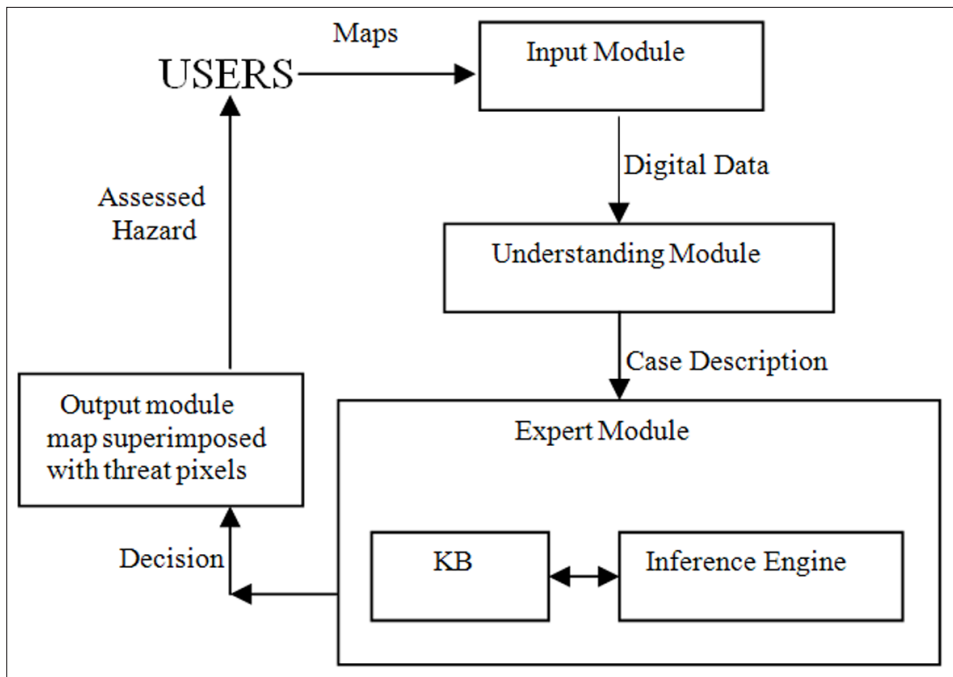 Maps
USERS
Input Module
Digital Data
Assessed
Hazard
Understanding Module
Case Description
Output module
map superimposed
with threat pixels
Expert Module
Decision
KB
Inference Engine